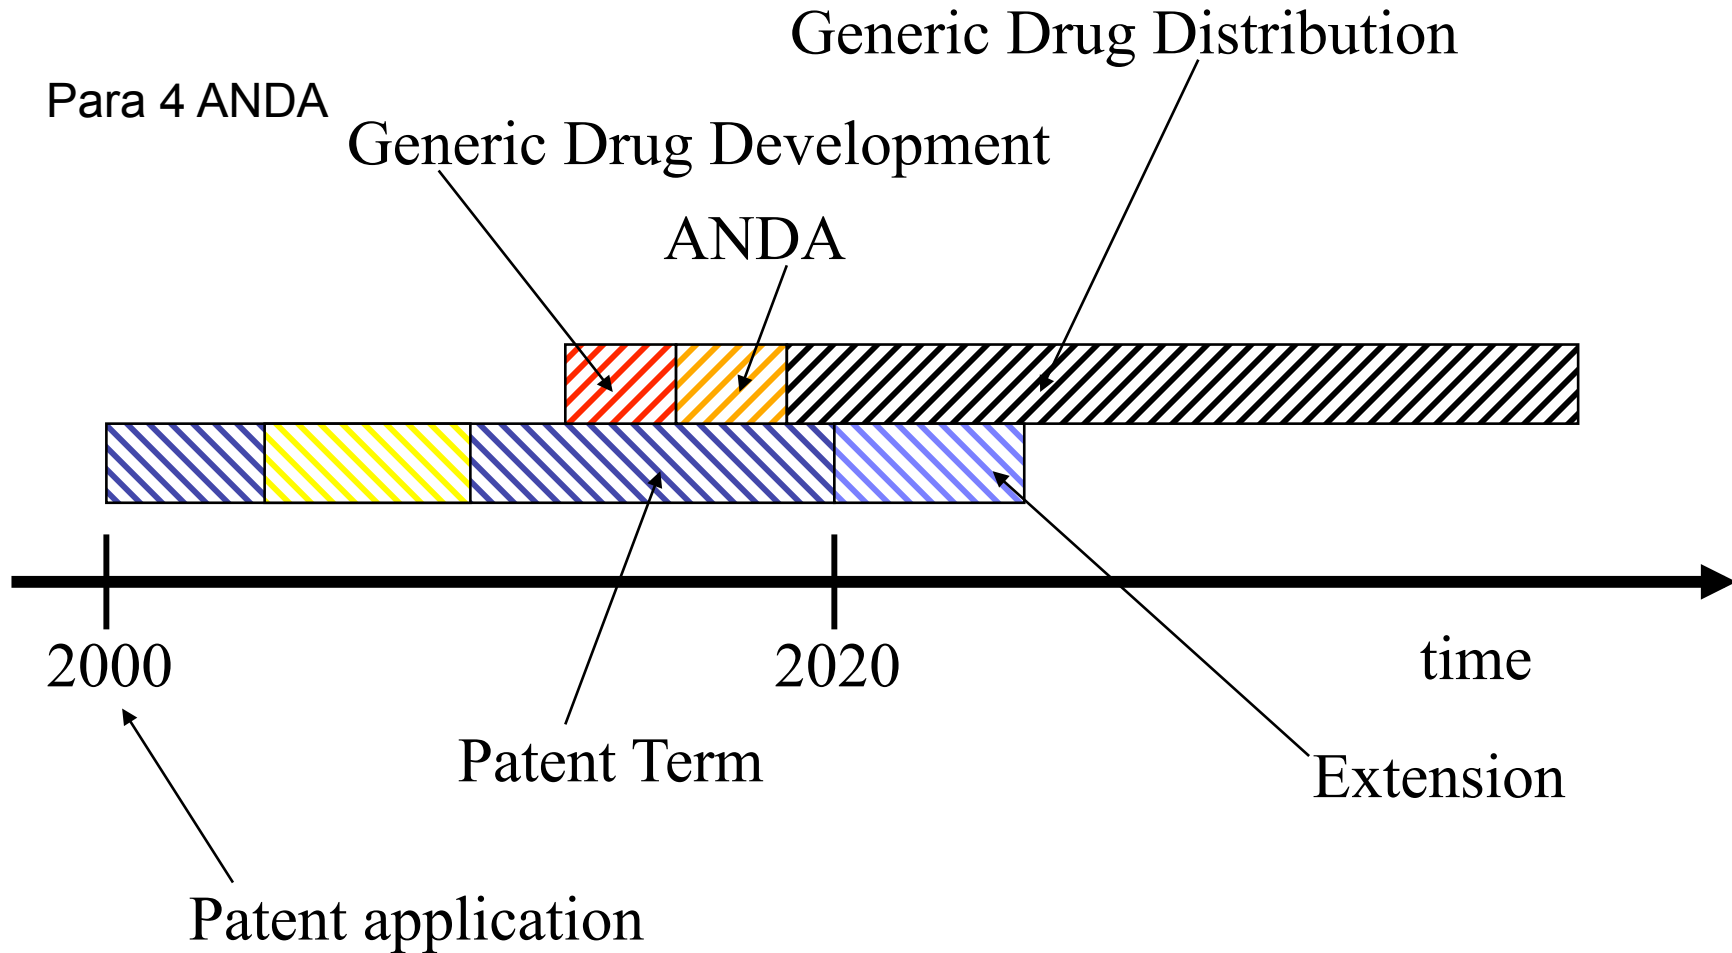 Generic Drug Distribution
Para 4 ANDA
Generic Drug Development
ANDA
2000
2020
time
Patent Term
Extension
Patent application